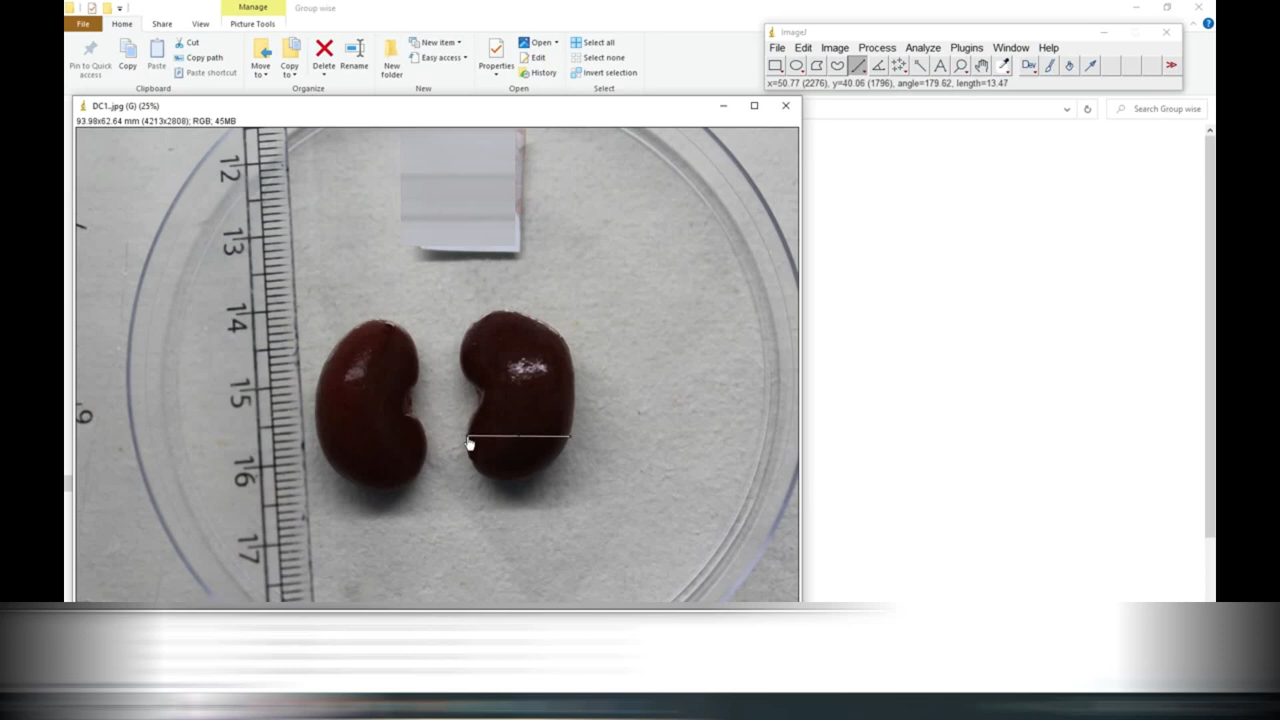 Manage
Group wise
File
Home
Share
View
Picture Tools
Pin to Quick access
Copy
Paste
Cut
Copy path
Paste shortcut
Clipboard
Move to
Copy to
Delete
Rename
Organize
New folder
New item
Easy access
New
Properties
Open
Edit
History
Open
Select all
Select none
Invert selection
Select
ImageJ
File Edit Image Process Analyze Plugins Window Help
Dev
x=50.77 (2276), y=40.06 (1796), angle=179.62, length=13.47
Search Group wise
DC1..jpg (G) (25%)
93.98x62.64 mm (4213x2808); RGB; 45MB
12
13
14
15
16
17
9